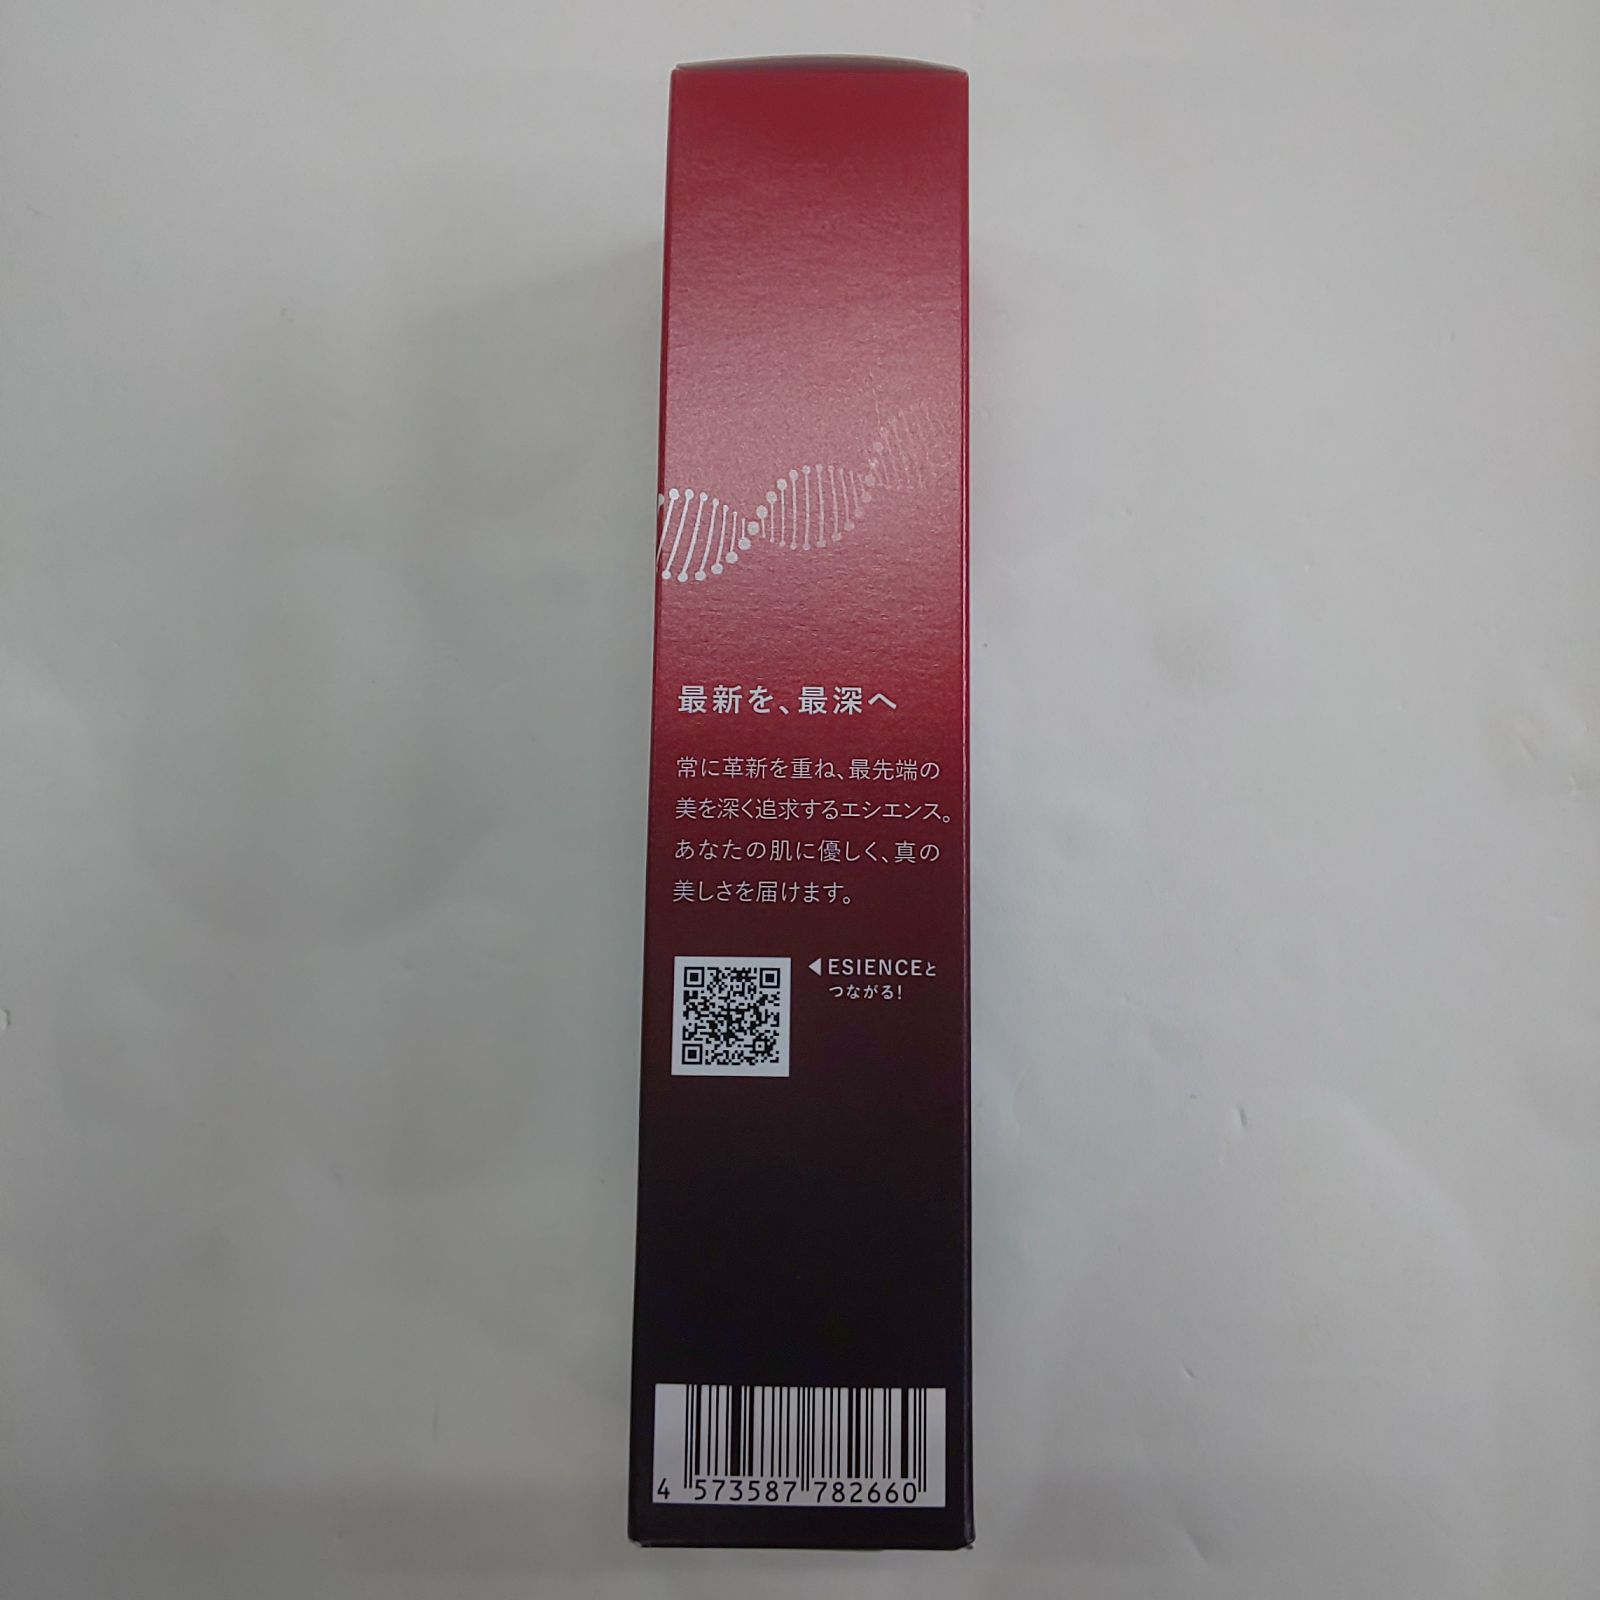 最新を、最深へ
常に革新を重ね、最先端の
美を深く追求するエシエンス。
あなたの肌に優しく、真の
美しさを届けます。
◀ESIENCEと
つながる!
4 573587 782660